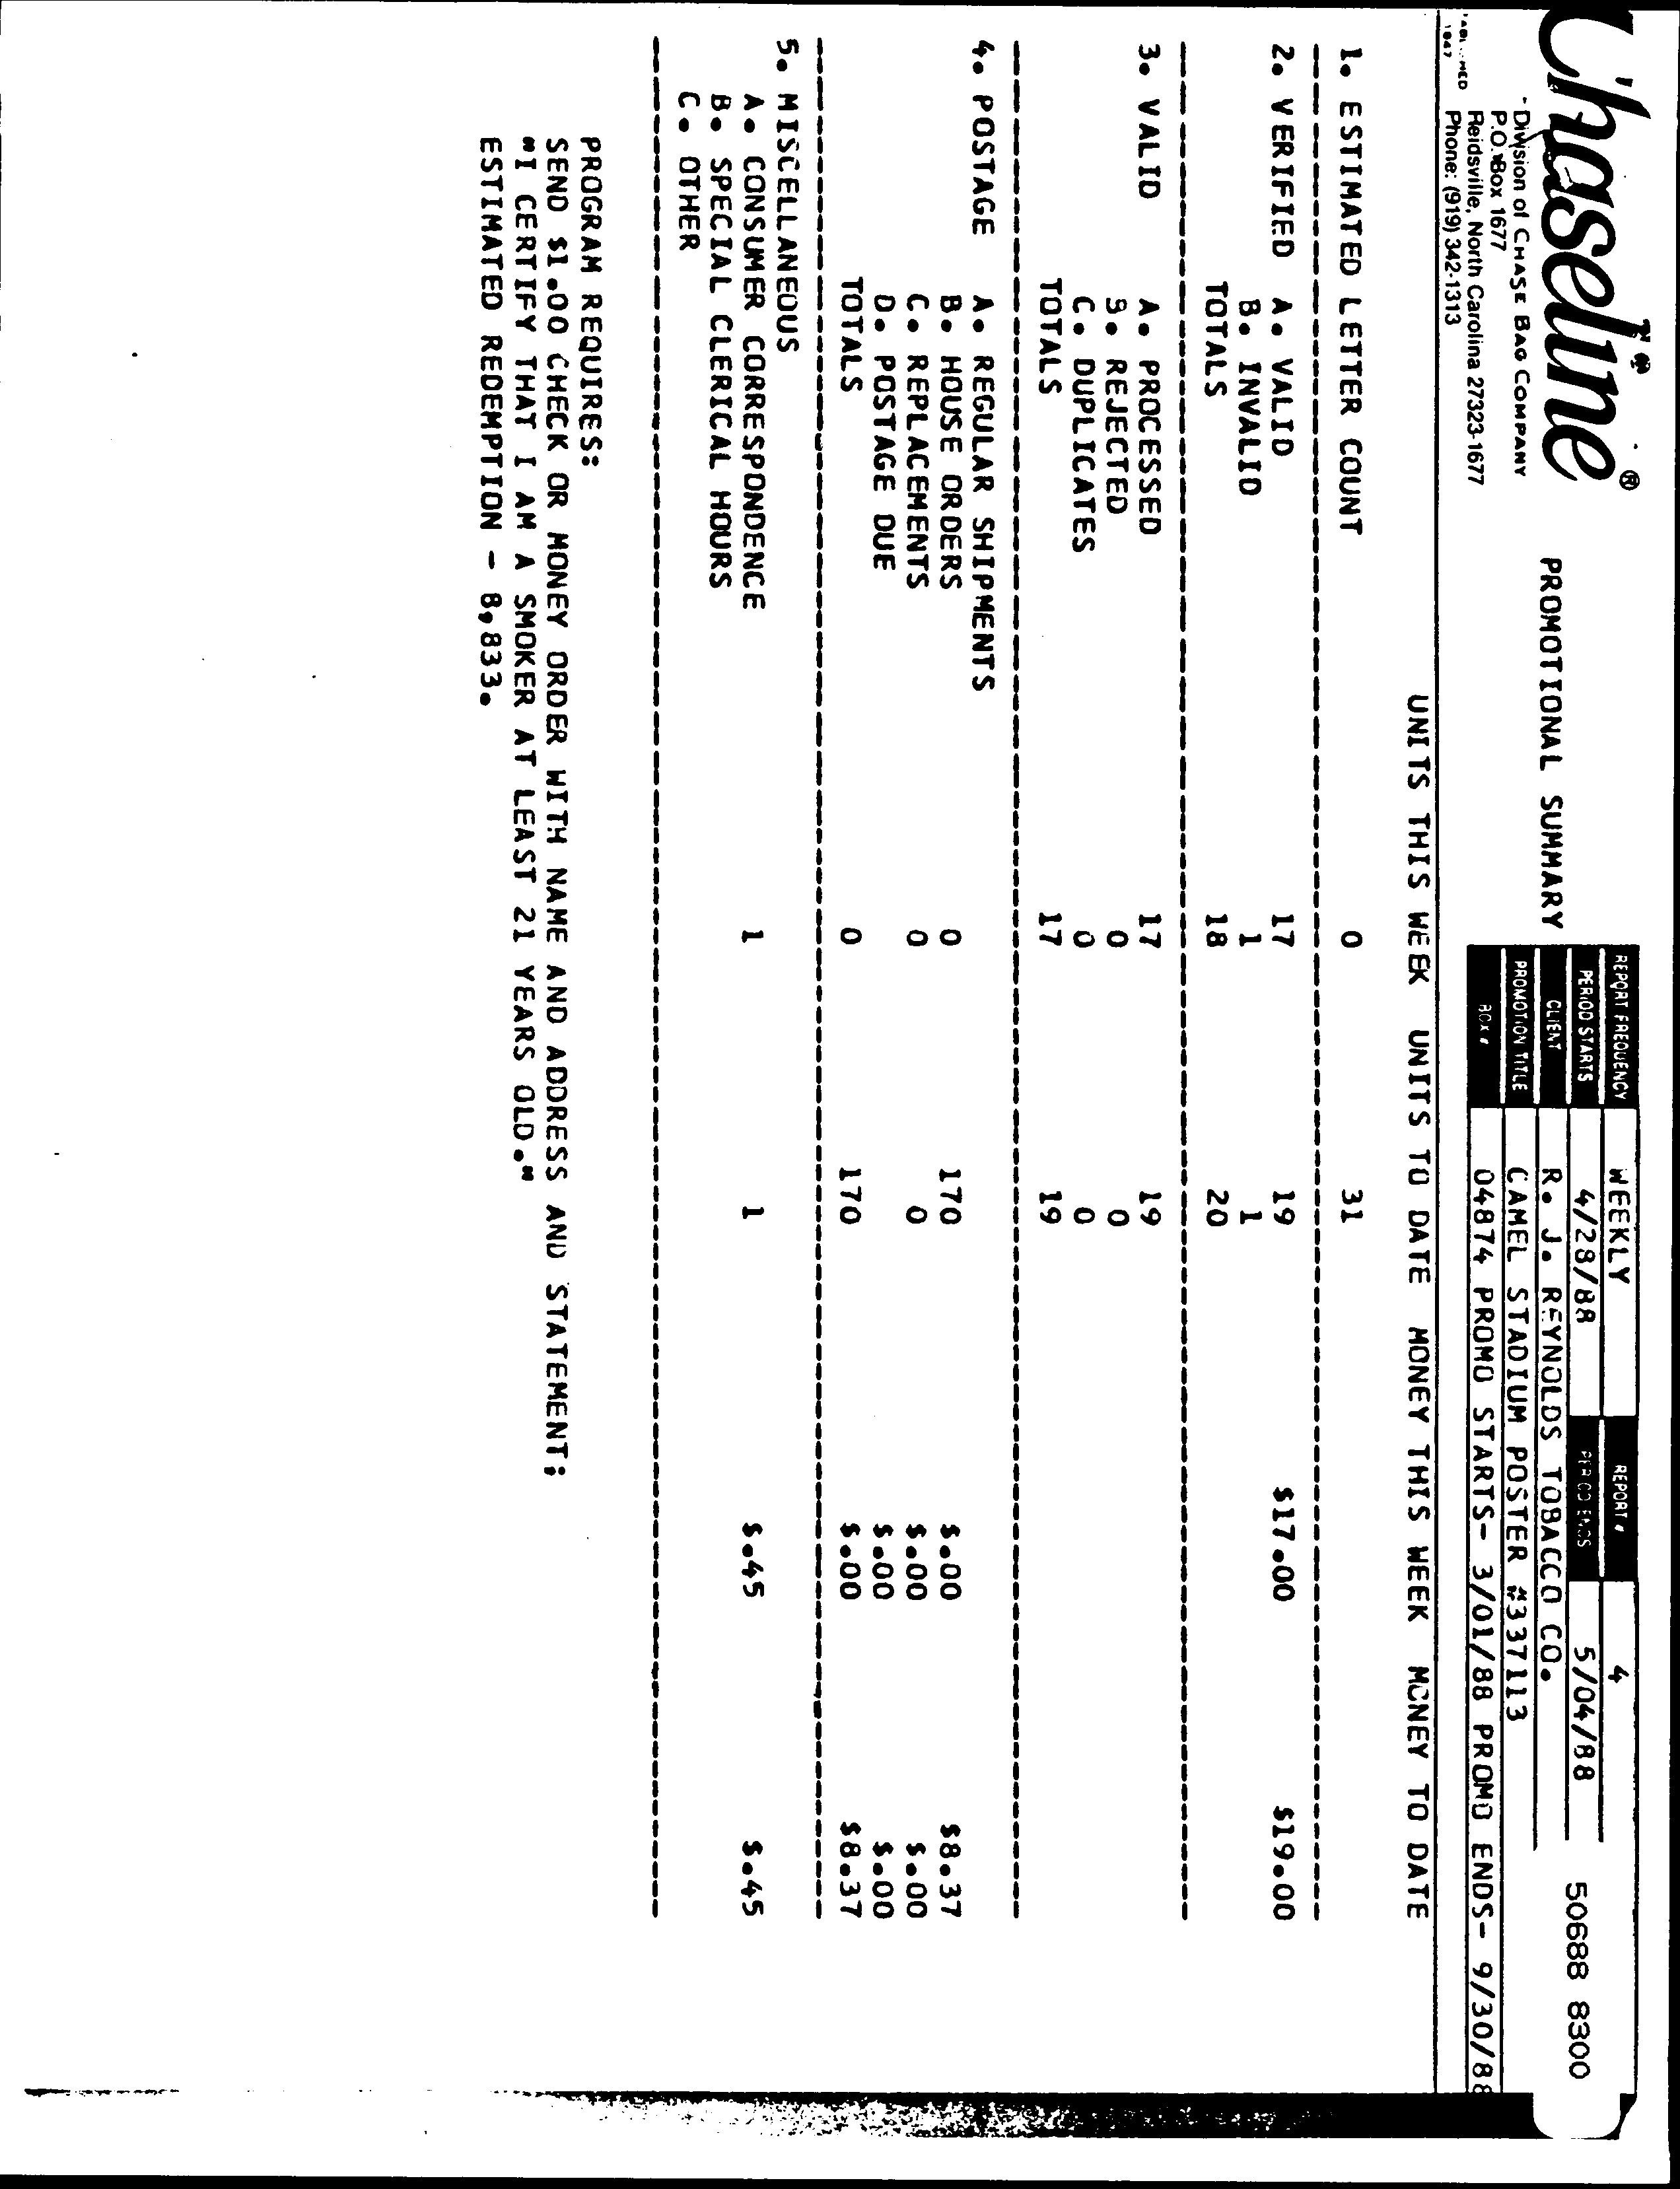 Chaseline ®
Division of CHASE BAG COMPANY
P.O. Box 1677
Reidsville, North Carolina 27323-1677
Phone: (919) 342-1313
1847
PROMOTIONAL SUMMARY
REPORT FREQUENCY WEEKLY REPORT # 4
PERIOD STARTS 4/28/88 PERIOD ENDS 5/04/88
CLIENT R. J. REYNOLDS TOBACCO CO.
PROMOTION TITLE CAMEL STADIUM POSTER #337113
BOX # 04874 PROMO STARTS- 3/01/88 PROMO ENDS- 9/30/88
50688 8300
UNITS THIS WEEK UNITS TO DATE MONEY THIS WEEK MONEY TO DATE
1. ESTIMATED LETTER COUNT 0 31
2. VERIFIED A. VALID 17 19 $17.00 $19.00
B. INVALID 1 1
TOTALS 18 20
3. VALID A. PROCESSED 17 19
B. REJECTED 0 0
C. DUPLICATES 0 0
TOTALS 17 19
4. POSTAGE A. REGULAR SHIPMENTS
B. HOUSE ORDERS 0 170 $.00 $8.37
C. REPLACEMENTS 0 0 $.00 $.00
D. POSTAGE DUE $.00 $.00
TOTALS 0 170 $.00 $8.37
5. MISCELLANEOUS
A. CONSUMER CORRESPONDENCE 1 1 $.45 $.45
B. SPECIAL CLERICAL HOURS
C. OTHER
PROGRAM REQUIRES:
SEND $1.00 CHECK OR MONEY ORDER WITH NAME AND ADDRESS AND STATEMENT:
"I CERTIFY THAT I AM A SMOKER AT LEAST 21 YEARS OLD."
ESTIMATED REDEMPTION - 8,833.